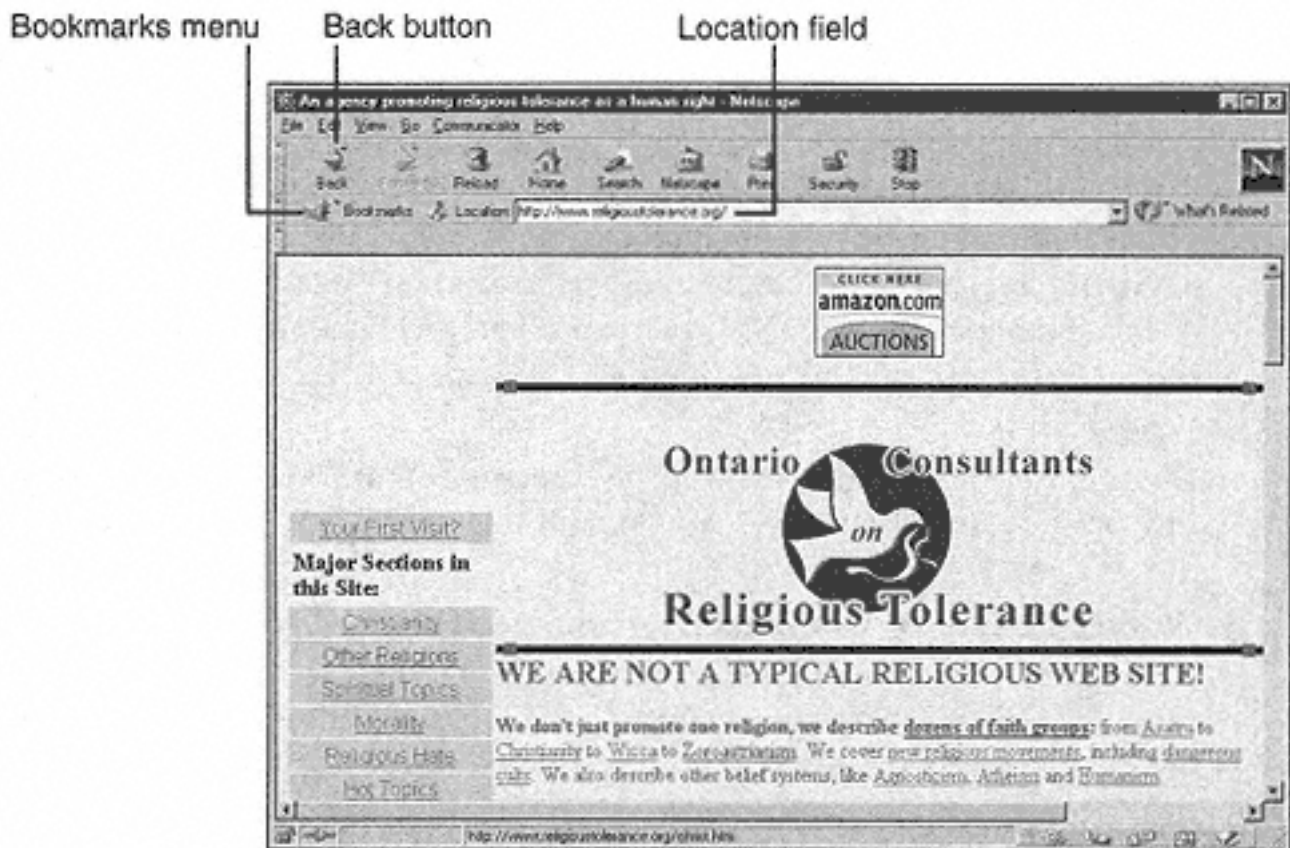 Bookmarks menu Back button Location field
An agency promoting religious tolerance as a human right - Netscape
File Edit View Go Communicator Help
Back Reload Home Search Netscape Print Security Stop
Bookmarks Location http://www.religioustolerance.org/ What's Related
CLICK HERE
amazon.com
AUCTIONS
Ontario Consultants
on
Religious Tolerance
Your First Visit?
Major Sections in
this Site:
Christianity
Other Religions
Spiritual Topics
Morality
Religious Hate
Hot Topics
WE ARE NOT A TYPICAL RELIGIOUS WEB SITE!
We don't just promote one religion, we describe dozens of faith groups: from Asatru to
Christianity to Wicca to Zoroastrianism. We cover new religious movements, including dangerous
cults. We also describe other belief systems, like Agnosticism, Atheism and Humanism.
http://www.religioustolerance.org/christ.htm